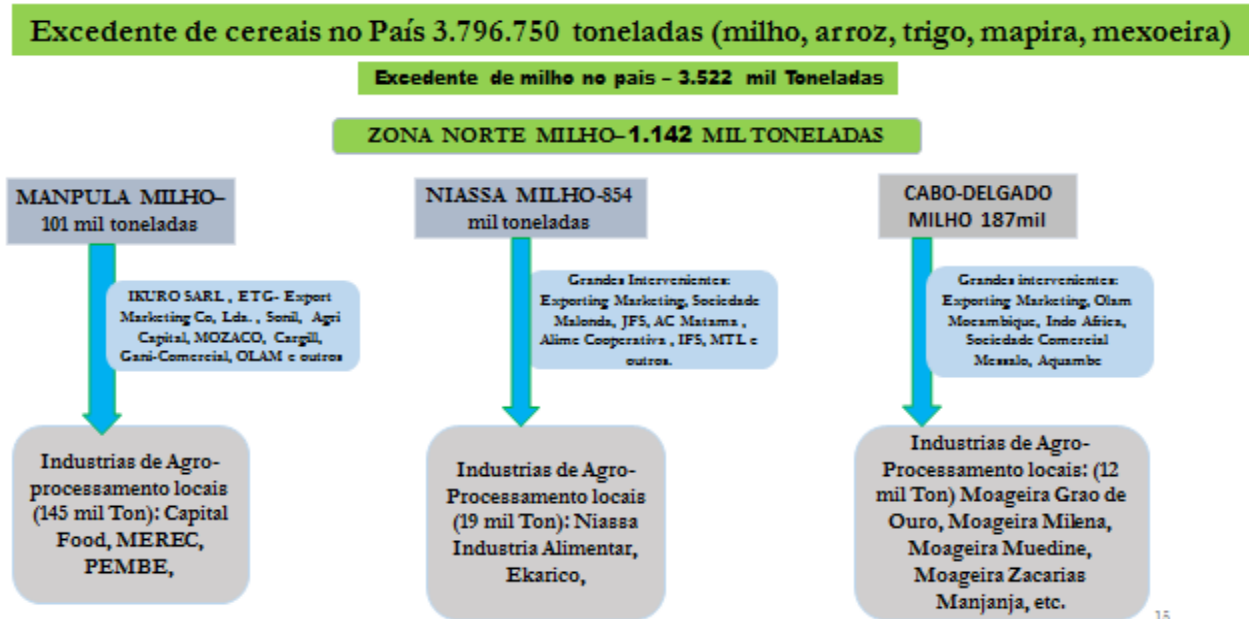 Excedente de cereais no País 3.796.750 toneladas (milho, arroz, trigo, mapira, mexoeira)
Excedente de milho no pais – 3.522 mil Toneladas
ZONA NORTE MILHO–1.142 MIL TONELADAS
MANPULA MILHO–
101 mil toneladas
IKURO SARL , ETG- Export
Marketing Co, Lda. , Sonil, Agri
Capital, MOZACO, Cargill,
Gani-Comercial, OLAM e outros
Industrias de Agro-
processamento locais
(145 mil Ton): Capital
Food, MEREC,
PEMBE,
NIASSA MILHO-854
mil toneladas
Grandes Intervenientes:
Exporting Marketing, Sociedade
Malonda, JFS, AC Matama ,
Alime Cooperativa , IFS, MTL e
outros.
Industrias de Agro-
Processamento locais
(19 mil Ton): Niassa
Industria Alimentar,
Ekarico,
CABO-DELGADO
MILHO 187mil
Grandes intervenientes:
Exporting Marketing, Olam
Mocambique, Indo Africa,
Sociedade Comercial
Messalo, Aquambe
Industrias de Agro-
Processamento locais: (12
mil Ton) Moageira Grao de
Ouro, Moageira Milena,
Moageira Muedine,
Moageira Zacarias
Manjanja, etc.
15